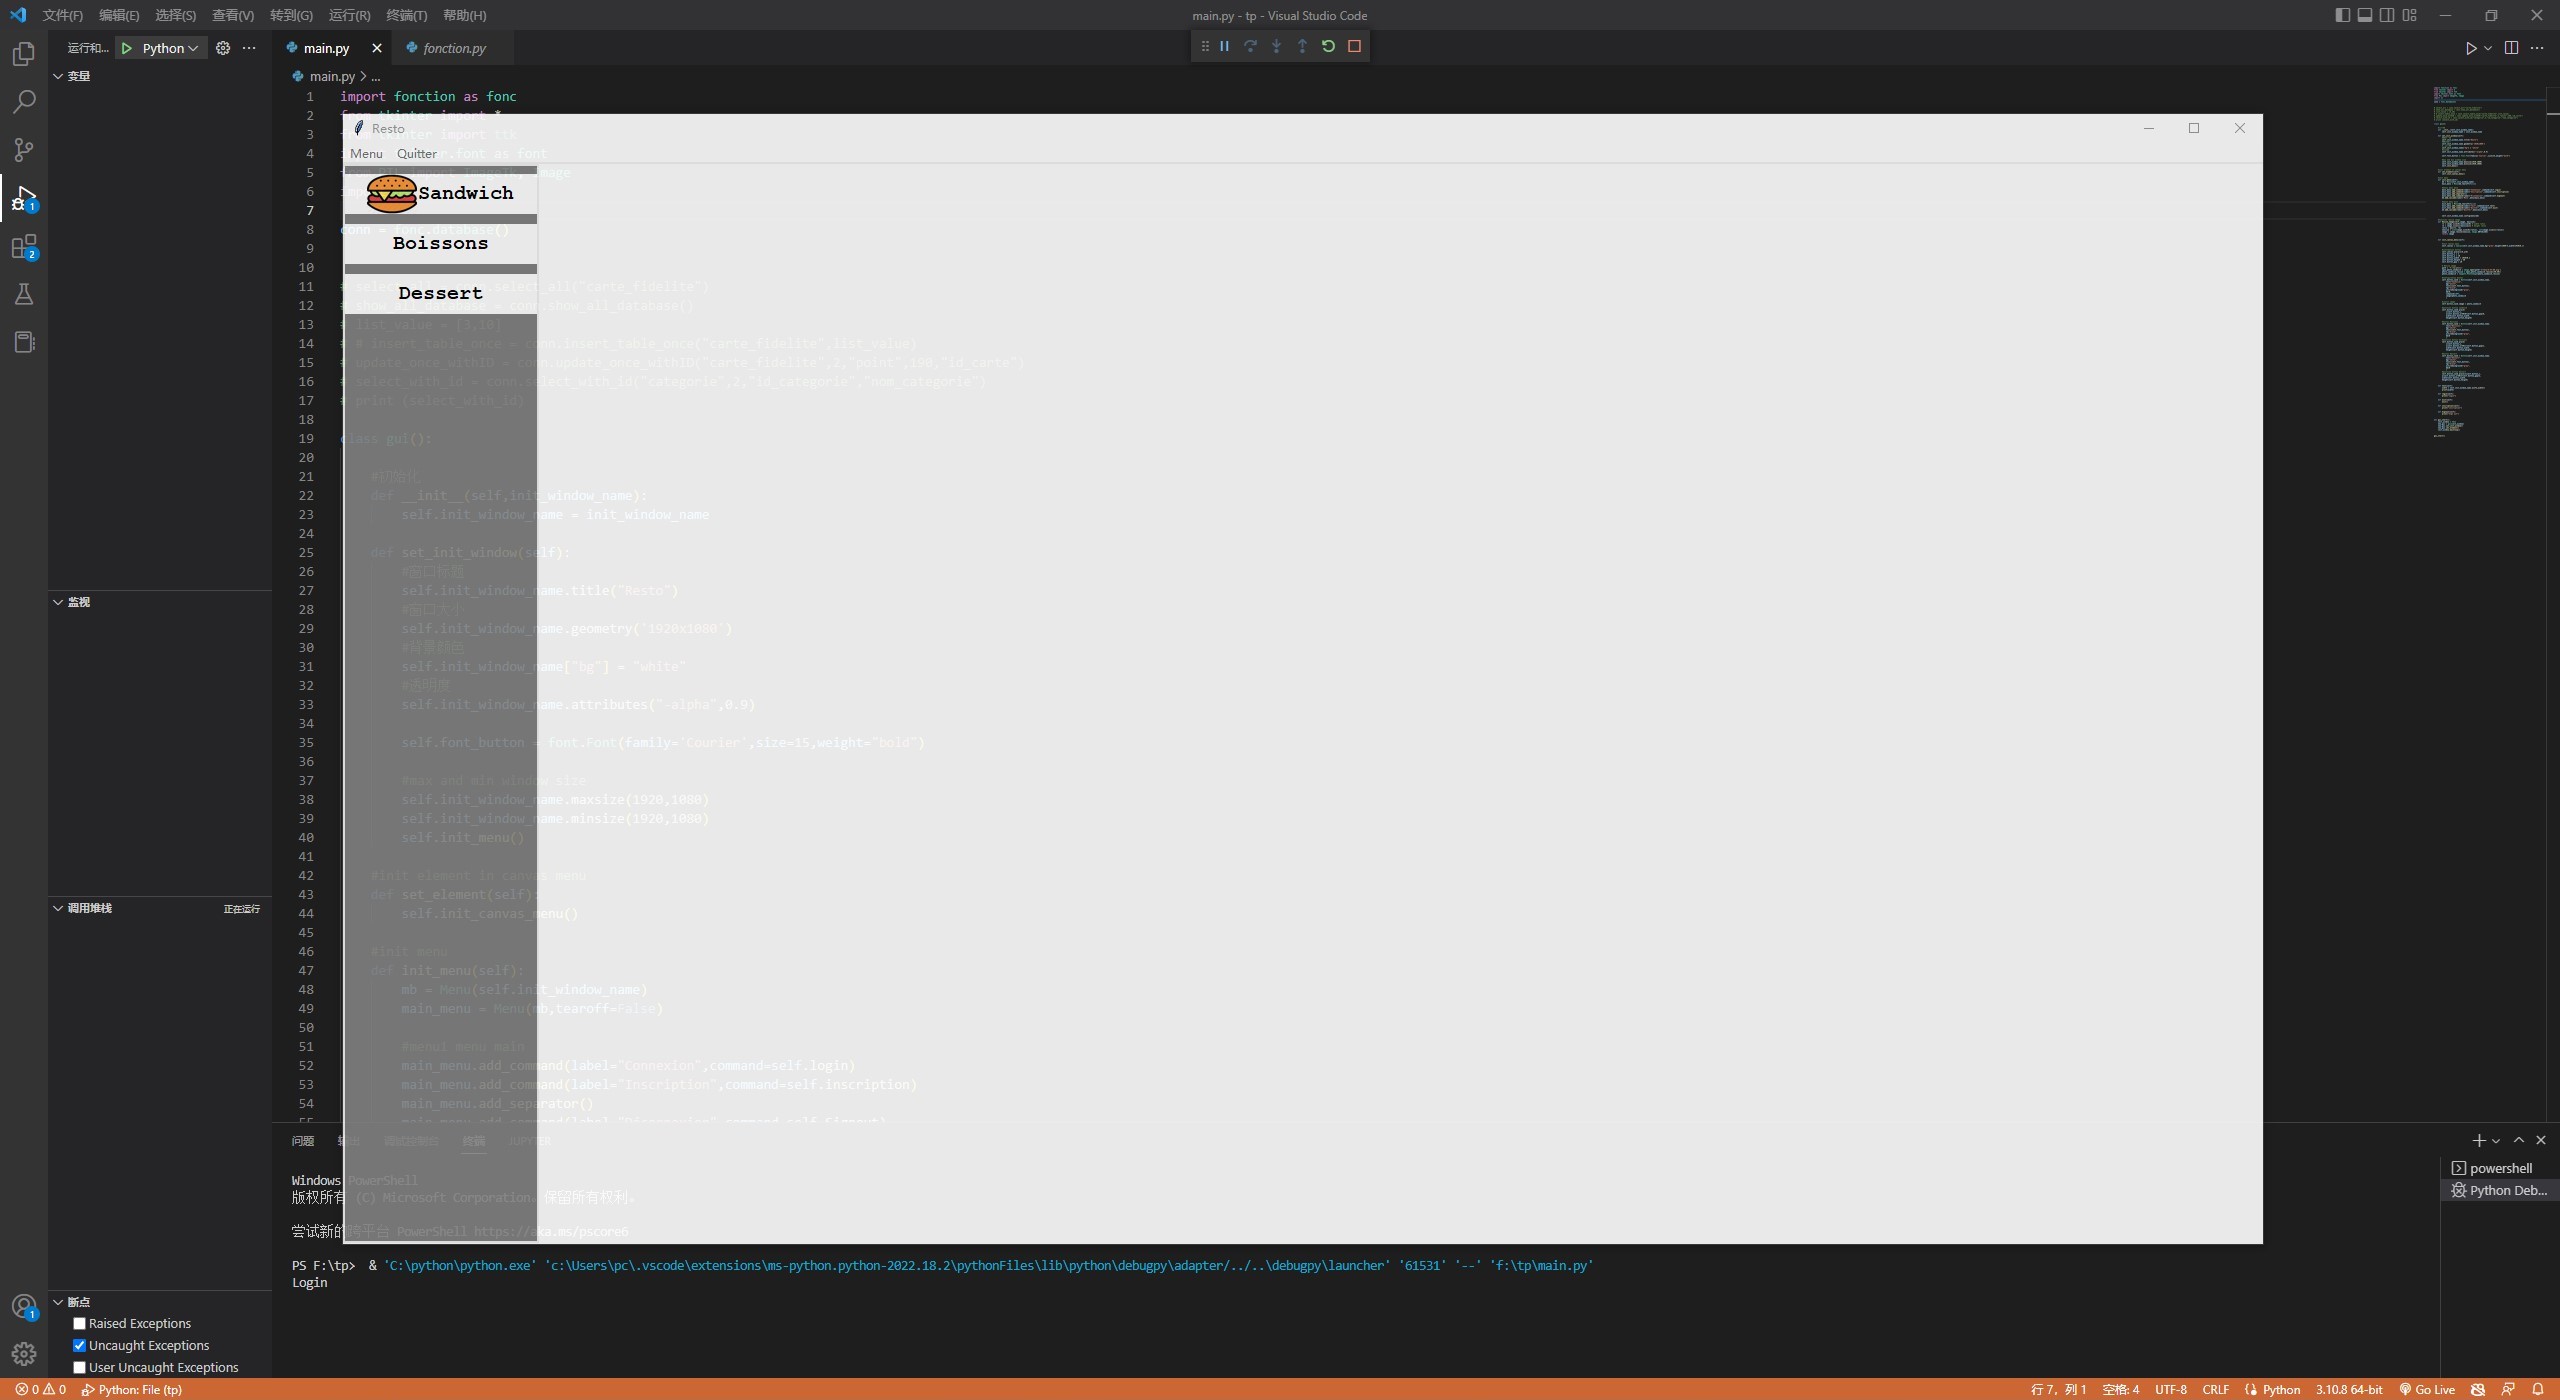 文件(F) 编辑(E) 选择(S) 查看(V) 转到(G) 运行(R) 终端(T) 帮助(H)
main.py - tp - Visual Studio Code
运行和... Python
main.py fonction.py
main.py > ...
变量
监视
调用堆栈 正在运行
断点
Raised Exceptions
Uncaught Exceptions
User Uncaught Exceptions
1 import fonction as fonc
2
3
4
5
6
7
8 conn = fonc.database()
9
10
11 # select_all = conn.select_all("carte_fidelite")
12 # show_all_database = conn.show_all_database()
13 # list_value = [3,10]
14 # # insert_table_once = conn.insert_table_once("carte_fidelite",list_value)
15 # update_once_withID = conn.update_once_withID("carte_fidelite",2,"point",100,"id_carte")
16 # select_with_id = conn.select_with_id("categorie",2,"id_categorie","nom_categorie")
17 # print (select_with_id)
18
19 class gui():
20
21 #初始化
22 def __init__(self,init_window_name):
23 self.init_window_name = init_window_name
24
25 def set_init_window(self):
26 #窗口标题
27 self.init_window_name.title("Resto")
28 #窗口大小
29 self.init_window_name.geometry('1920x1080')
30 #背景颜色
31 self.init_window_name["bg"] = "white"
32 #透明度
33 self.init_window_name.attributes("-alpha",0.9)
34
35 self.font_button = font.Font(family='Courier',size=15,weight="bold")
36
37 #max and min window size
38 self.init_window_name.maxsize(1920,1080)
39 self.init_window_name.minsize(1920,1080)
40 self.init_menu()
41
42 #init element in canvas menu
43 def set_element(self):
44 self.init_canvas_menu()
45
46 #init menu
47 def init_menu(self):
48 mb = Menu(self.init_window_name)
49 main_menu = Menu(mb,tearoff=False)
50
51 #menu1 menu main
52 main_menu.add_command(label="Connexion",command=self.login)
53 main_menu.add_command(label="Inscription",command=self.inscription)
54 main_menu.add_separator()
Resto
Menu Quitter
Sandwich
Boissons
Dessert
问题 输出 调试控制台 终端 JUPYTER
Windows PowerShell
版权所有 (C) Microsoft Corporation。保留所有权利。
尝试新的跨平台 PowerShell https://aka.ms/pscore6
PS F:\tp> & 'C:\python\python.exe' 'c:\Users\pc\.vscode\extensions\ms-python.python-2022.18.2\pythonFiles\lib\python\debugpy\adapter/../..\debugpy\launcher' '61531' '--' 'f:\tp\main.py'
Login
powershell
Python Deb...
0 0 Python: File (tp)
行 7，列 1 空格: 4 UTF-8 CRLF Python 3.10.8 64-bit Go Live